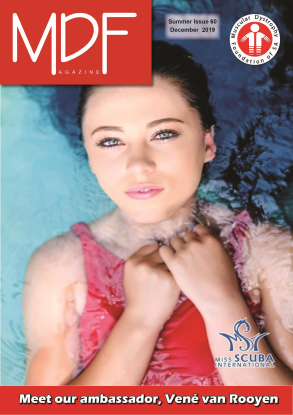 MDF
MAGAZINE
Summer Issue 60
December 2019
Muscular Dystrophy
Foundation of SA
MISS SCUBA
INTERNATIONAL
Meet our ambassador, Vené van Rooyen